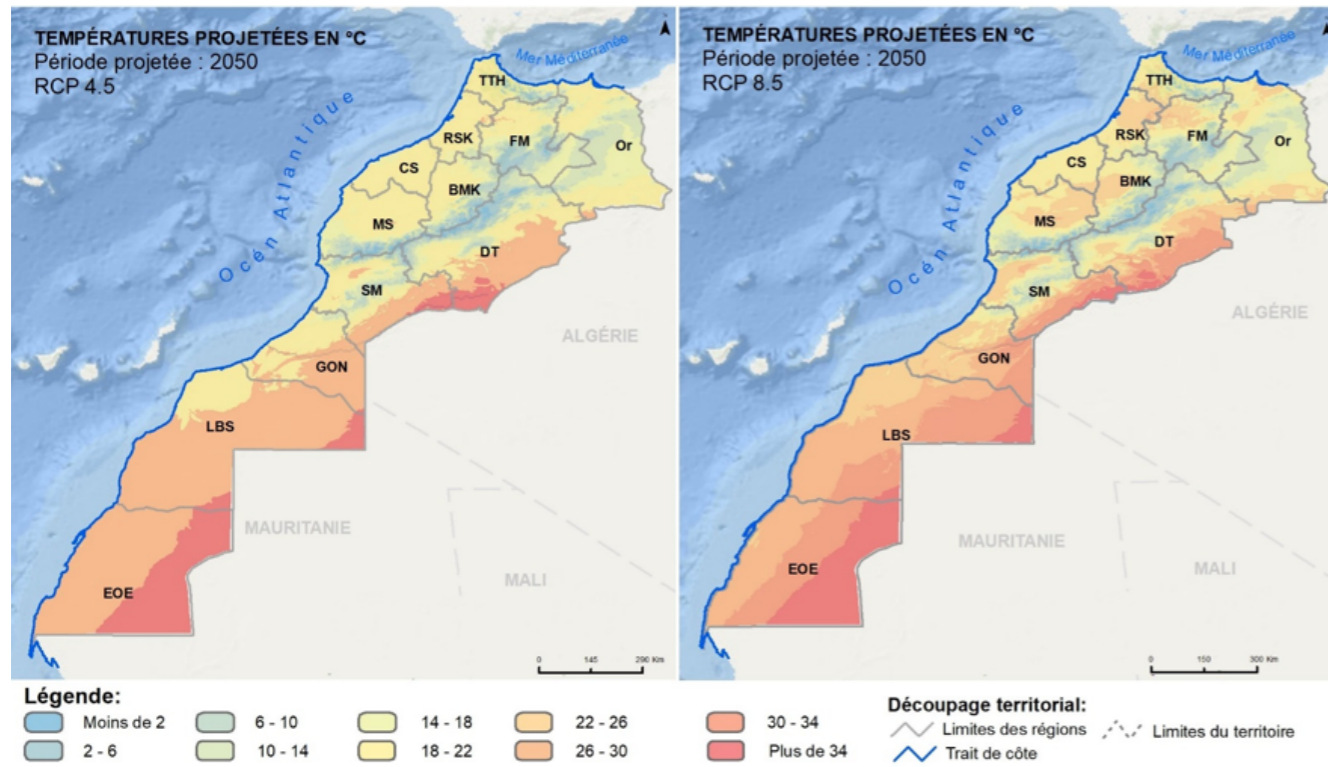 TEMPÉRATURES PROJETÉES EN °C
Période projetée : 2050
RCP 4.5
Mer Méditerranée
Océn Atlantique
TTH
RSK
FM
Or
CS
BMK
MS
DT
SM
ALGÉRIE
GON
LBS
MAURITANIE
MALI
EOE
0 145 290 Km
TEMPÉRATURES PROJETÉES EN °C
Période projetée : 2050
RCP 8.5
Mer Méditerranée
Océn Atlantique
TTH
RSK
FM
Or
CS
BMK
MS
DT
SM
ALGÉRIE
GON
LBS
MAURITANIE
MALI
EOE
0 150 300 Km
Légende:
Moins de 2
2 - 6
6 - 10
10 - 14
14 - 18
18 - 22
22 - 26
26 - 30
30 - 34
Plus de 34
Découpage territorial:
Limites des régions
Limites du territoire
Trait de côte